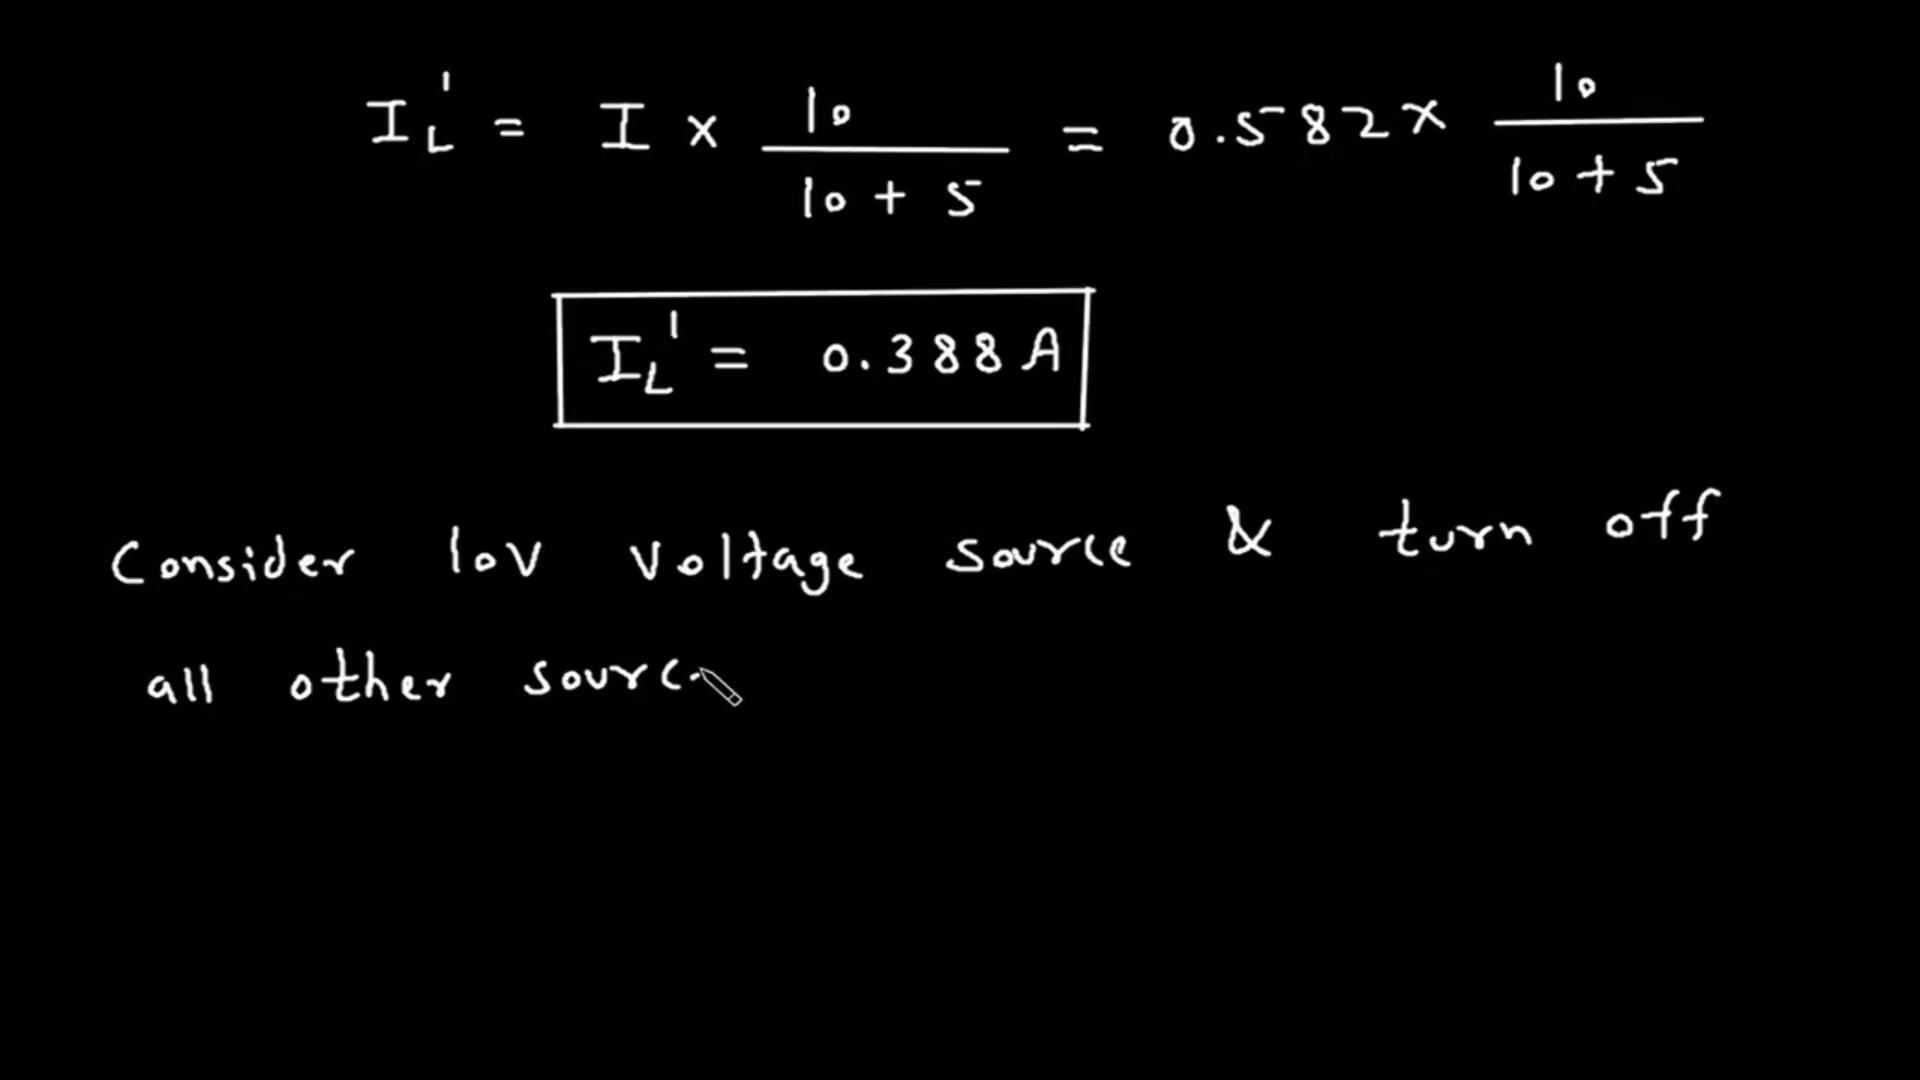 I_L' = I × 10/(10 + 5) = 0.582 × 10/(10 + 5)
I_L' = 0.388 A
Consider 10V Voltage source & turn off
all other sourc